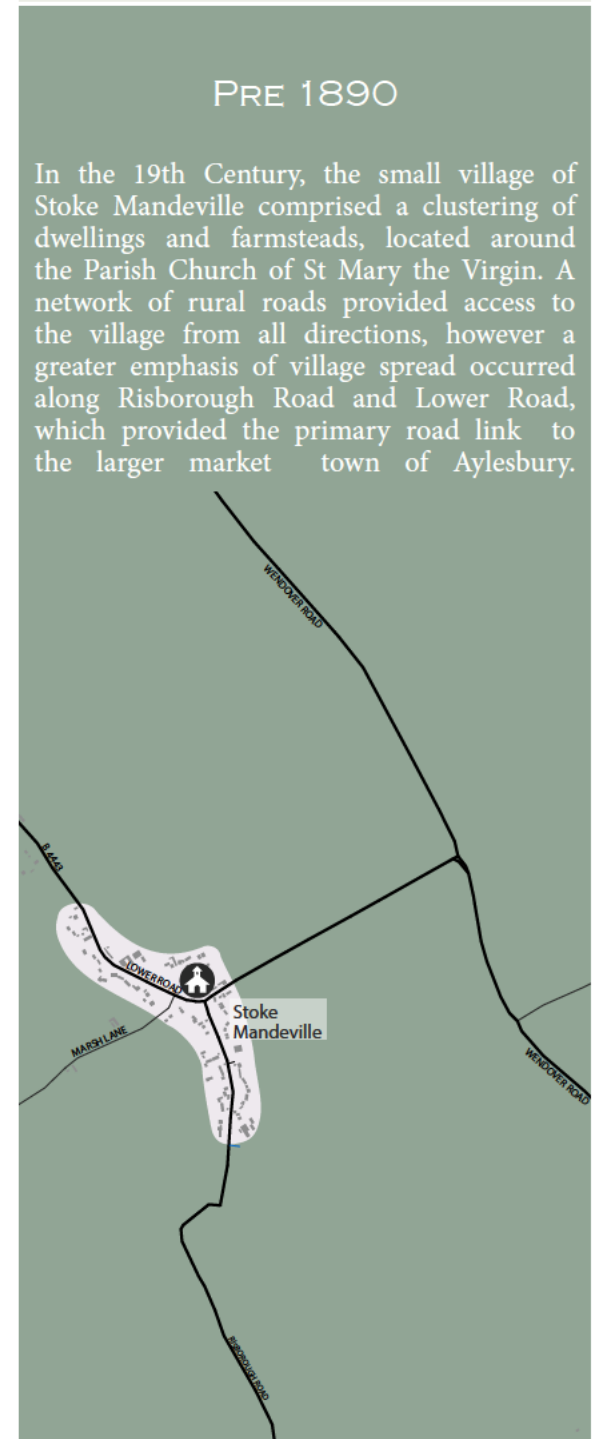 PRE 1890
In the 19th Century, the small village of
Stoke Mandeville comprised a clustering of
dwellings and farmsteads, located around
the Parish Church of St Mary the Virgin. A
network of rural roads provided access to
the village from all directions, however a
greater emphasis of village spread occurred
along Risborough Road and Lower Road,
which provided the primary road link to
the larger market town of Aylesbury.
WENDOVER ROAD
B 4443
LOWER ROAD
Stoke
Mandeville
MARSH LANE
WENDOVER ROAD
RISBOROUGH ROAD